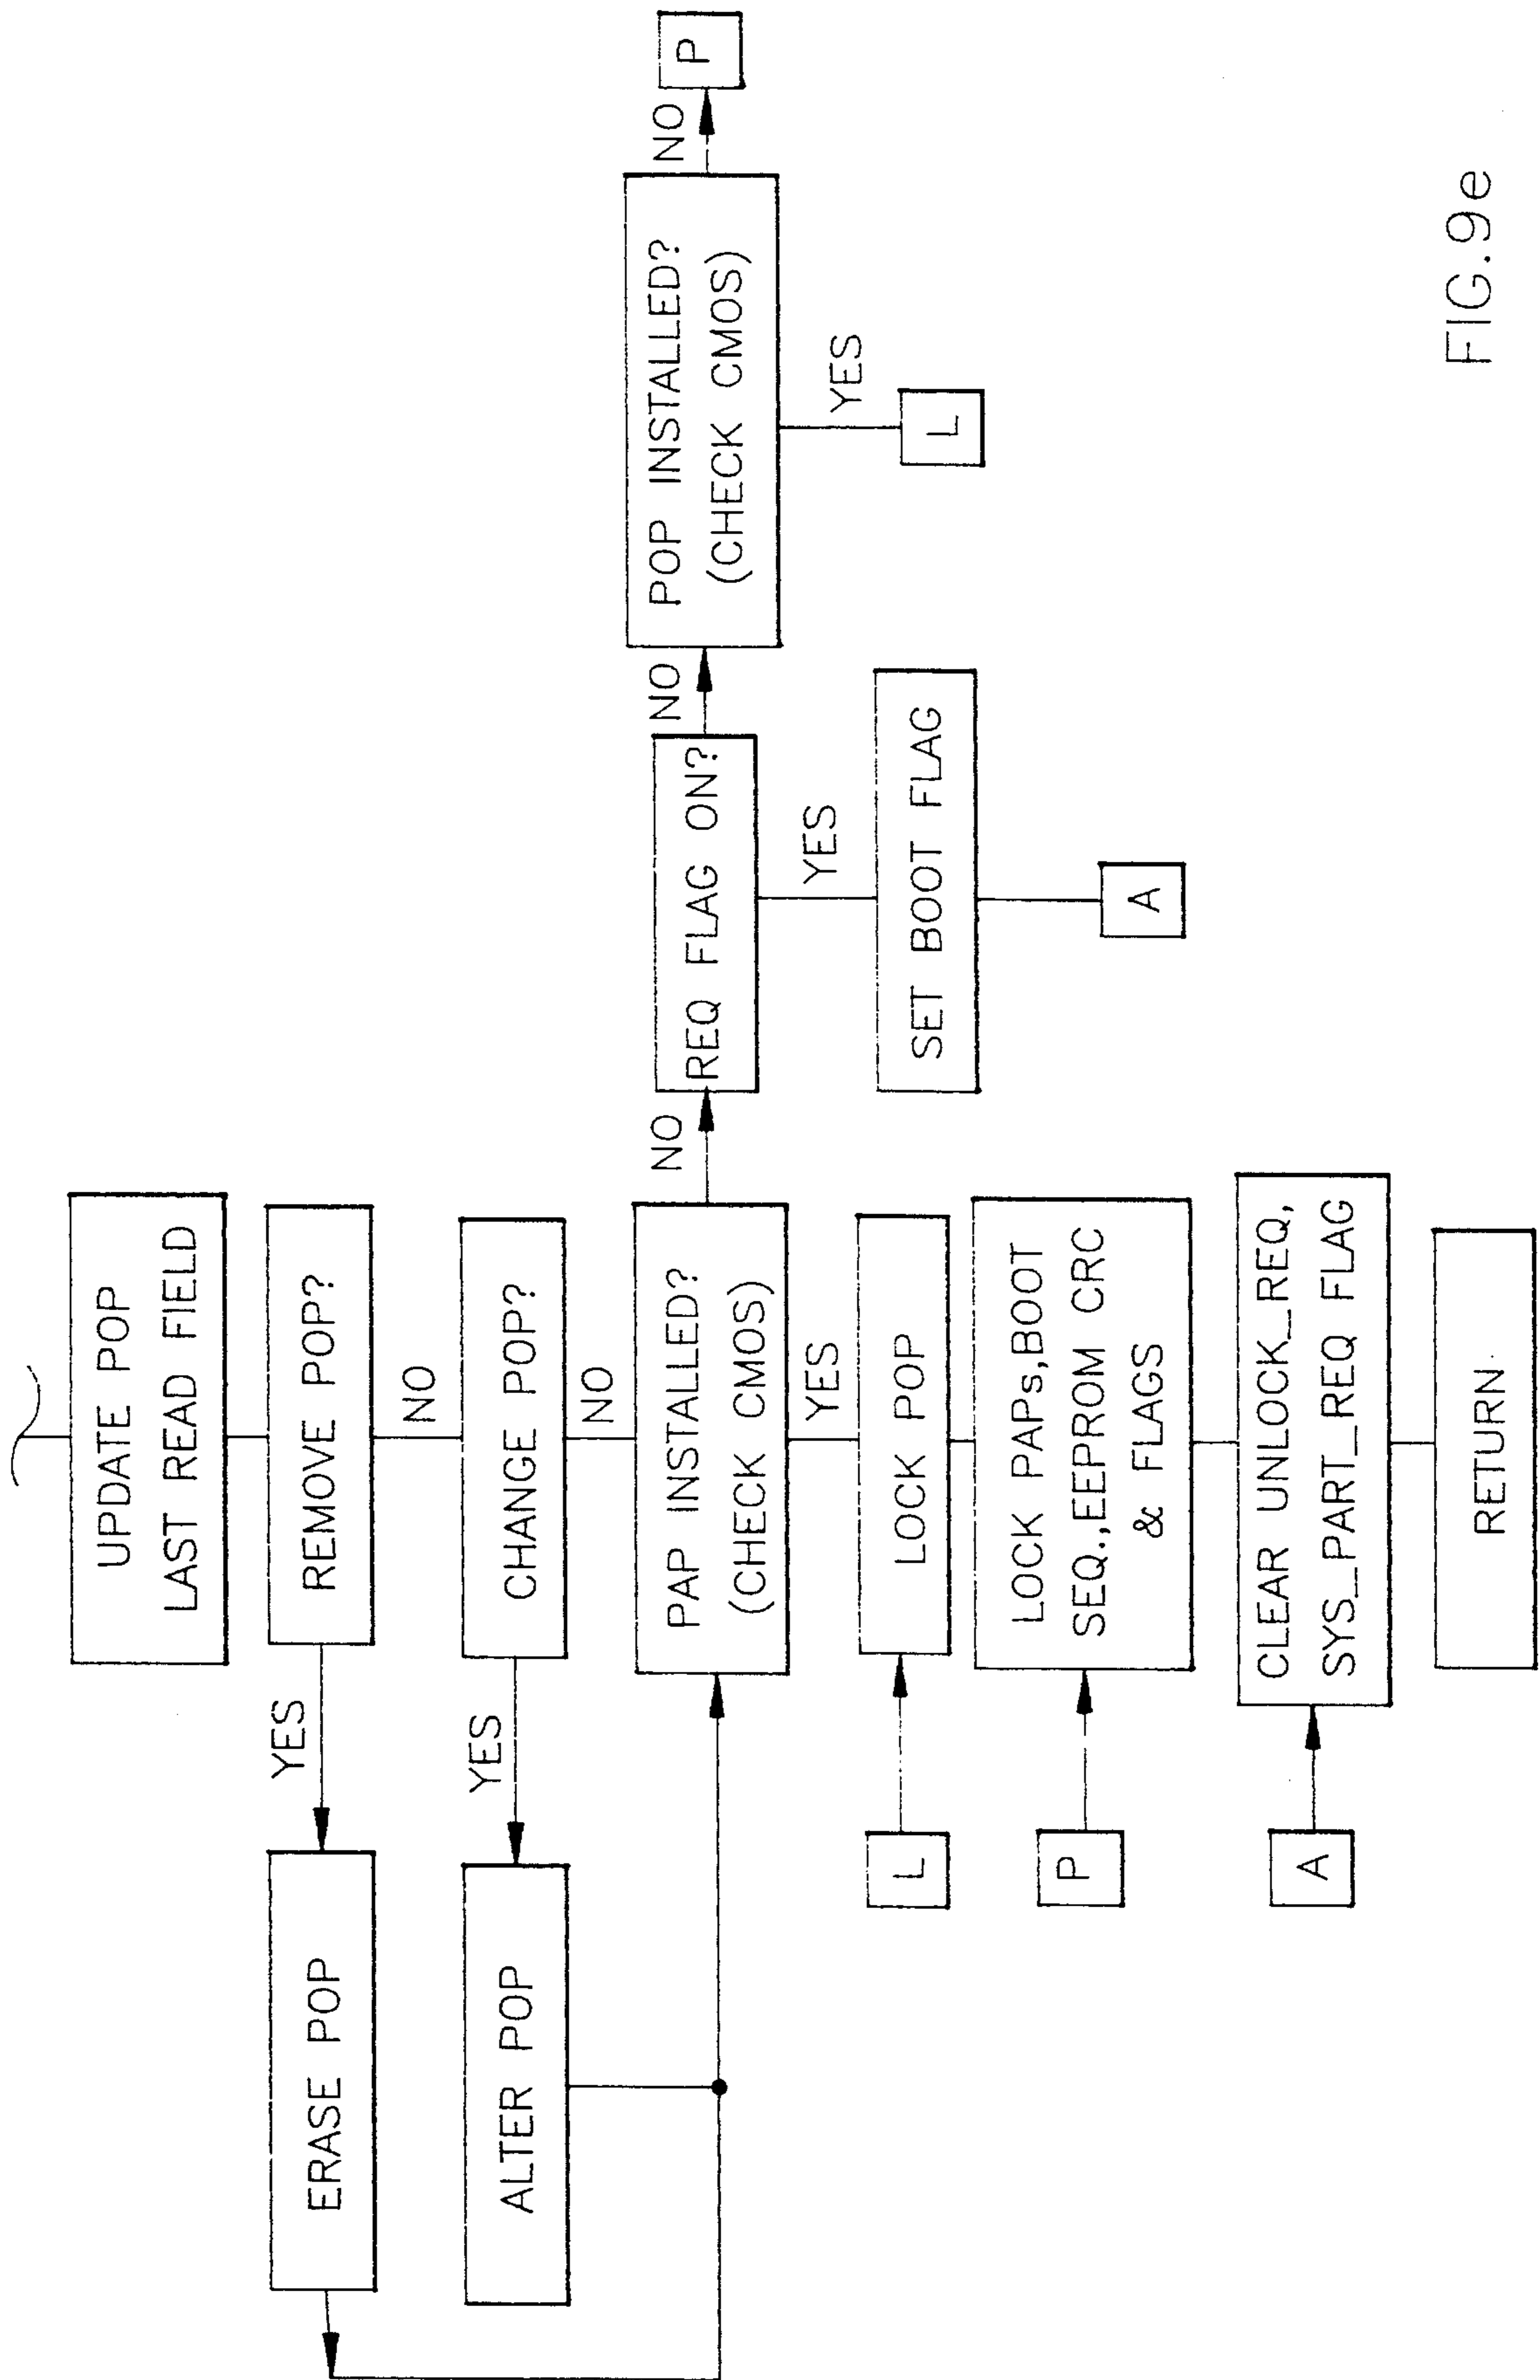 UPDATE POP
LAST READ FIELD
REMOVE POP?
YES
ERASE POP
NO
CHANGE POP?
YES
ALTER POP
NO
PAP INSTALLED?
(CHECK CMOS)
NO
REQ FLAG ON?
NO
POP INSTALLED?
(CHECK CMOS)
NO
P
YES
YES
YES
L
LOCK POP
SET BOOT FLAG
L
P
LOCK PAPs,BOOT
SEQ.,EEPROM CRC
& FLAGS
A
A
CLEAR UNLOCK_REQ,
SYS_PART_REQ FLAG
RETURN
FIG.9e